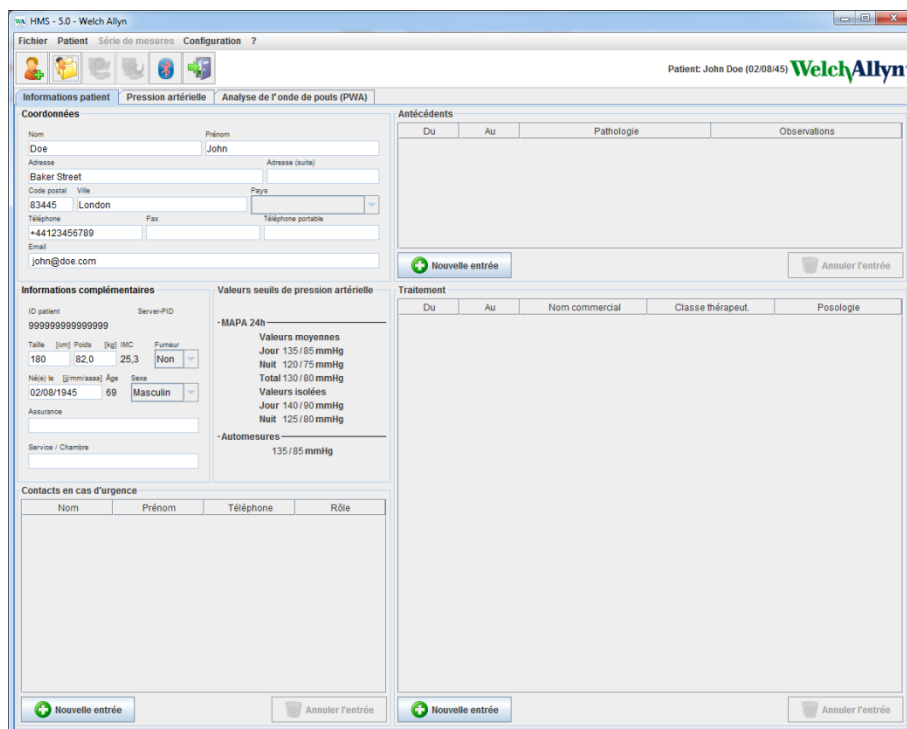 WA HMS - 5.0 - Welch Allyn
Fichier Patient Série de mesures Configuration ?
Patient: John Doe (02/08/45) WelchAllyn
Informations patient Pression artérielle Analyse de l'onde de pouls (PWA)
Coordonnées
Nom Prénom
Doe John
Adresse Adresse (suite)
Baker Street
Code postal Ville Pays
83445 London
Téléphone Fax Téléphone portable
+44123456789
Email
john@doe.com
Antécédents
Du Au Pathologie Observations
Nouvelle entrée Annuler l'entrée
Informations complémentaires
ID patient Server-PID
999999999999999
Taille [cm] Poids [kg] IMC Fumeur
180 82,0 25,3 Non
Né(e) le [j/mm/aaaa] Âge Sexe
02/08/1945 69 Masculin
Assurance
Service / Chambre
Valeurs seuils de pression artérielle
MAPA 24h
Valeurs moyennes
Jour 135/85 mmHg
Nuit 120/75 mmHg
Total 130/80 mmHg
Valeurs isolées
Jour 140/90 mmHg
Nuit 125/80 mmHg
Automesures
135/85 mmHg
Traitement
Du Au Nom commercial Classe thérapeut. Posologie
Contacts en cas d'urgence
Nom Prénom Téléphone Rôle
Nouvelle entrée Annuler l'entrée
Nouvelle entrée Annuler l'entrée